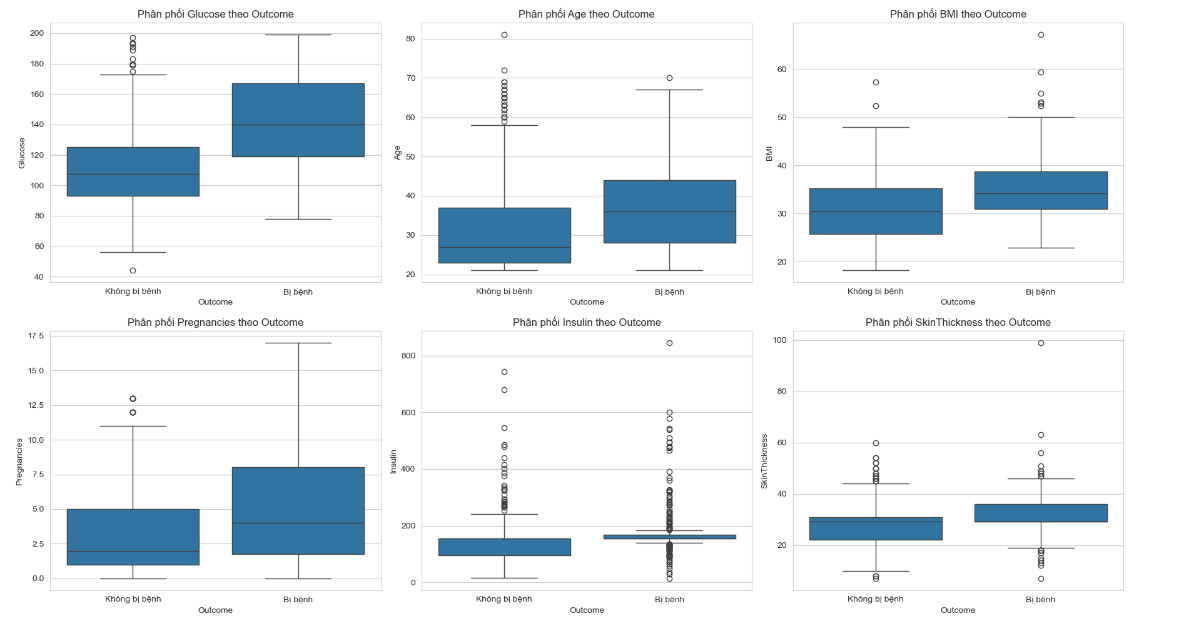 Phân phối Glucose theo Outcome
200
180
160
140
120
100
80
60
40
Glucose
Không bị bệnh
Bị bệnh
Outcome
Phân phối Age theo Outcome
80
70
60
50
40
30
20
Age
Không bị bệnh
Bị bệnh
Outcome
Phân phối BMI theo Outcome
60
50
40
30
20
BMI
Không bị bệnh
Bị bệnh
Outcome
Phân phối Pregnancies theo Outcome
17.5
15.0
12.5
10.0
7.5
5.0
2.5
0.0
Pregnancies
Không bị bệnh
Bị bệnh
Outcome
Phân phối Insulin theo Outcome
800
600
400
200
0
Insulin
Không bị bệnh
Bị bệnh
Outcome
Phân phối SkinThickness theo Outcome
100
80
60
40
20
SkinThickness
Không bị bệnh
Bị bệnh
Outcome